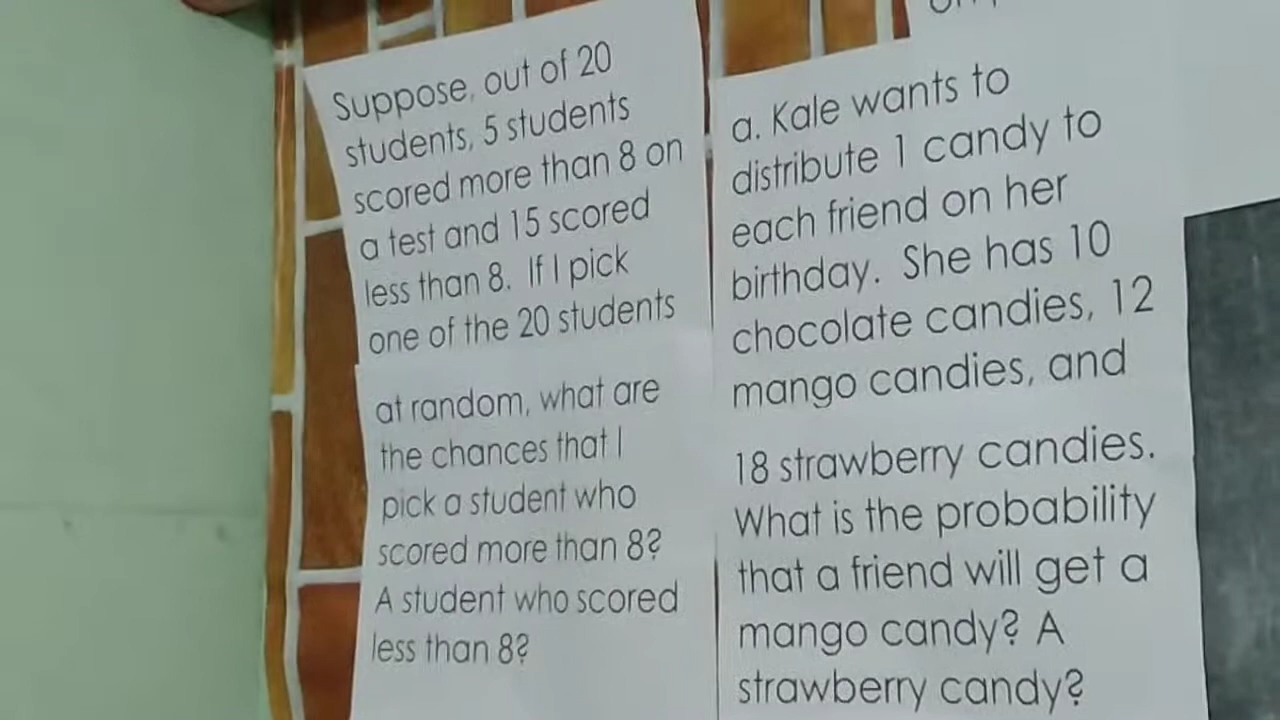 Suppose, out of 20
students, 5 students
scored more than 8 on
a test and 15 scored
less than 8. If I pick
one of the 20 students
at random, what are
the chances that I
pick a student who
scored more than 8?
A student who scored
less than 8?
a. Kale wants to
distribute 1 candy to
each friend on her
birthday. She has 10
chocolate candies, 12
mango candies, and
18 strawberry candies.
What is the probability
that a friend will get a
mango candy? A
strawberry candy?